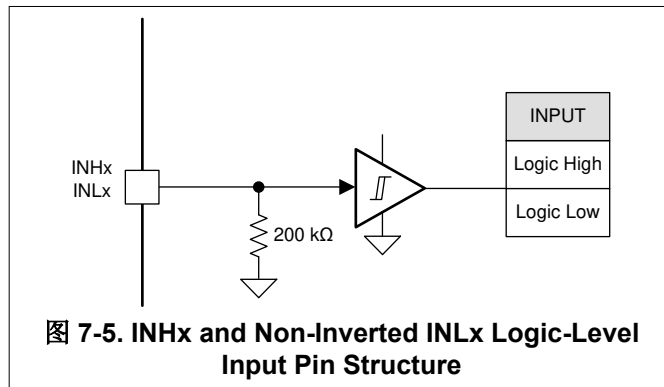 INHx
INLx
200 kΩ
INPUT
Logic High
Logic Low
图 7-5. INHx and Non-Inverted INLx Logic-Level
Input Pin Structure